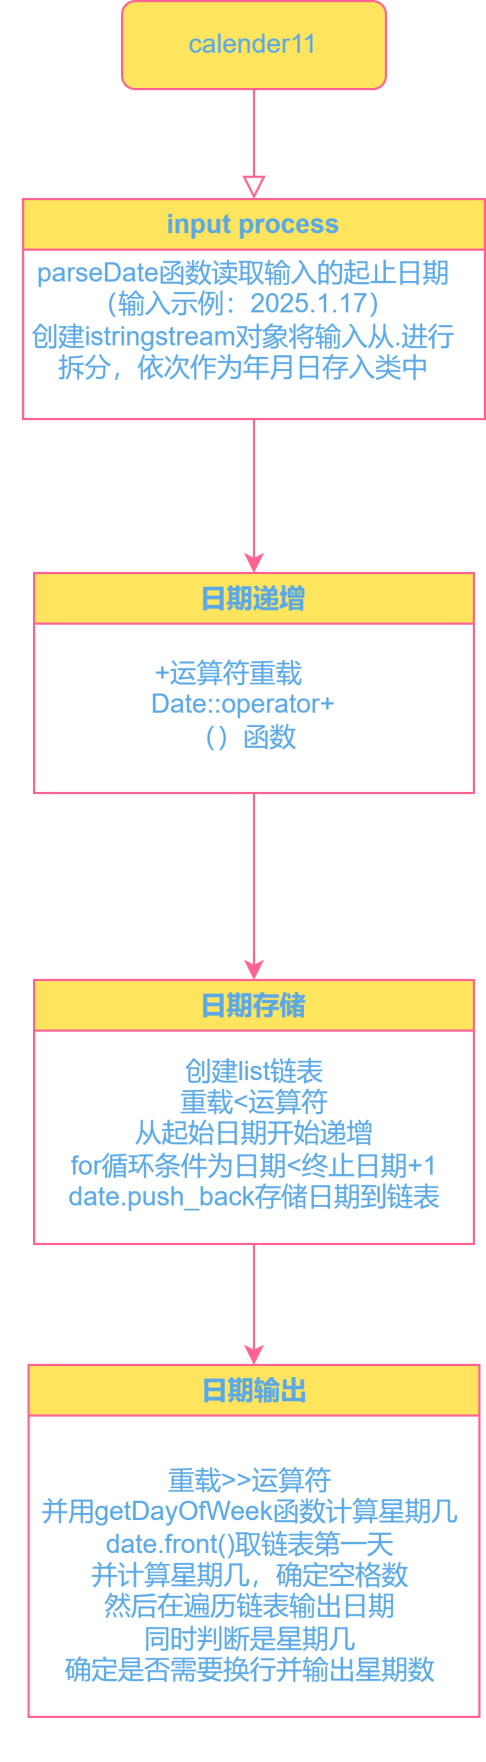 calender11
input process
parseDate函数读取输入的起止日期
（输入示例：2025.1.17）
创建istringstream对象将输入从.进行
拆分，依次作为年月日存入类中
日期递增
+运算符重载
Date::operator+
（）函数
日期存储
创建list链表
重载<运算符
从起始日期开始递增
for循环条件为日期<终止日期+1
date.push_back存储日期到链表
日期输出
重载>>运算符
并用getDayOfWeek函数计算星期几
date.front()取链表第一天
并计算星期几，确定空格数
然后在遍历链表输出日期
同时判断是星期几
确定是否需要换行并输出星期数